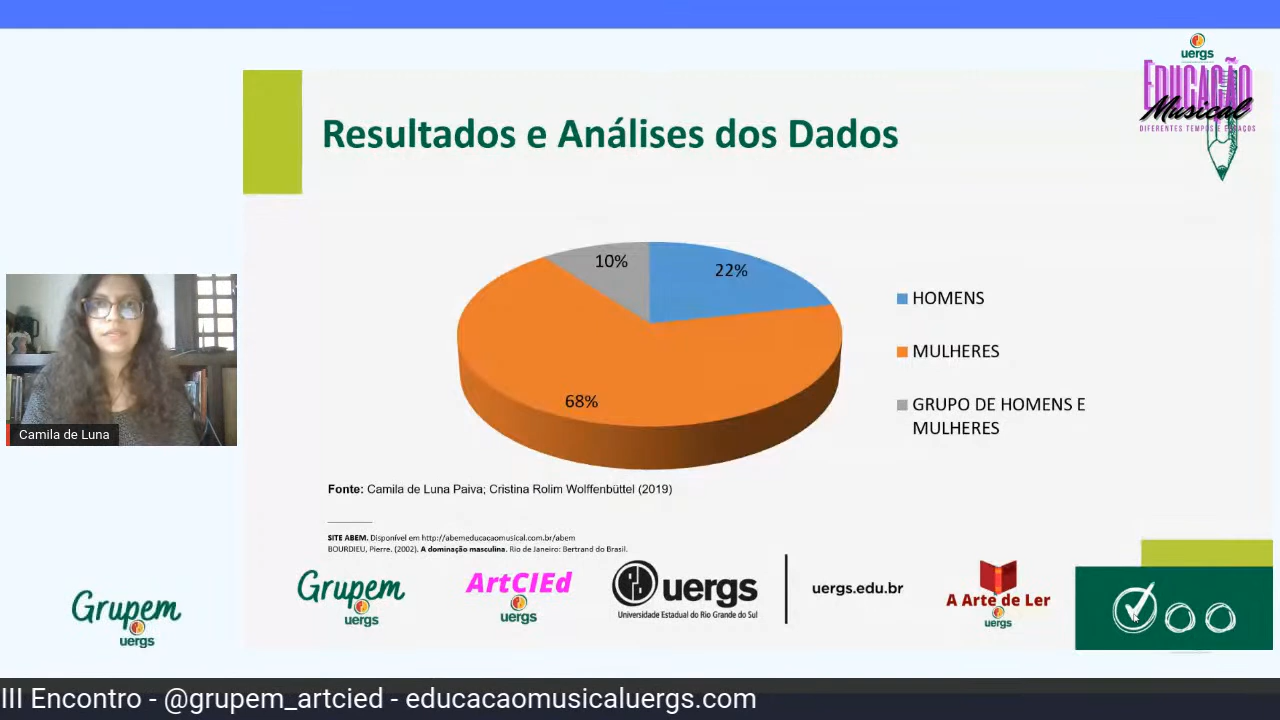 uergs
EDUCAÇÃO
Musical
DIFERENTES TEMPOS E ESPAÇOS
Resultados e Análises dos Dados
10%
22%
68%
HOMENS
MULHERES
GRUPO DE HOMENS E
MULHERES
Camila de Luna
Fonte: Camila de Luna Paiva; Cristina Rolim Wolffenbüttel (2019)
SITE ABEM. Disponível em http://abemeducacaomusical.com.br/abem
BOURDIEU, Pierre. (2002). A dominação masculina. Rio de Janeiro: Bertrand do Brasil.
Grupem
uergs
Grupem
uergs
ArtCIEd
uergs
uergs
Universidade Estadual do Rio Grande do Sul
uergs.edu.br
A Arte de Ler
uergs
III Encontro - @grupem_artcied - educacaomusicaluergs.com